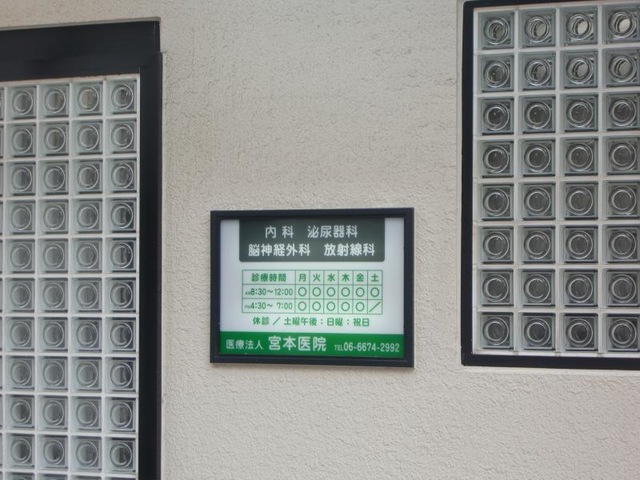 内科 泌尿器科
脳神経外科 放射線科
診療時間 月 火 水 木 金 土
AM8:30～12:00 ○ ○ ○ ○ ○ ○
PM4:30～ 7:00 ○ ○ ○ ○ ○ ／
休診／土曜午後：日曜：祝日
医療法人 宮本医院 TEL06-6674-2992